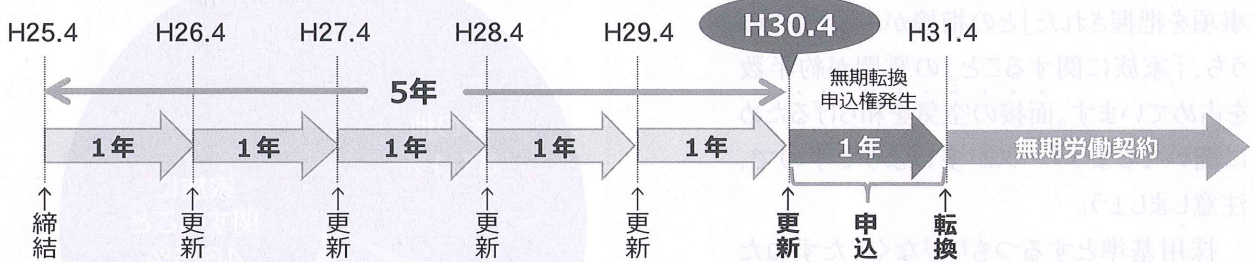 H25.4 H26.4 H27.4 H28.4 H29.4 H30.4 H31.4
5年
無期転換
申込権発生
1年 1年 1年 1年 1年 1年 無期労働契約
↑締結 ↑更新 ↑更新 ↑更新 ↑更新 ↑更新 申込 ↑転換